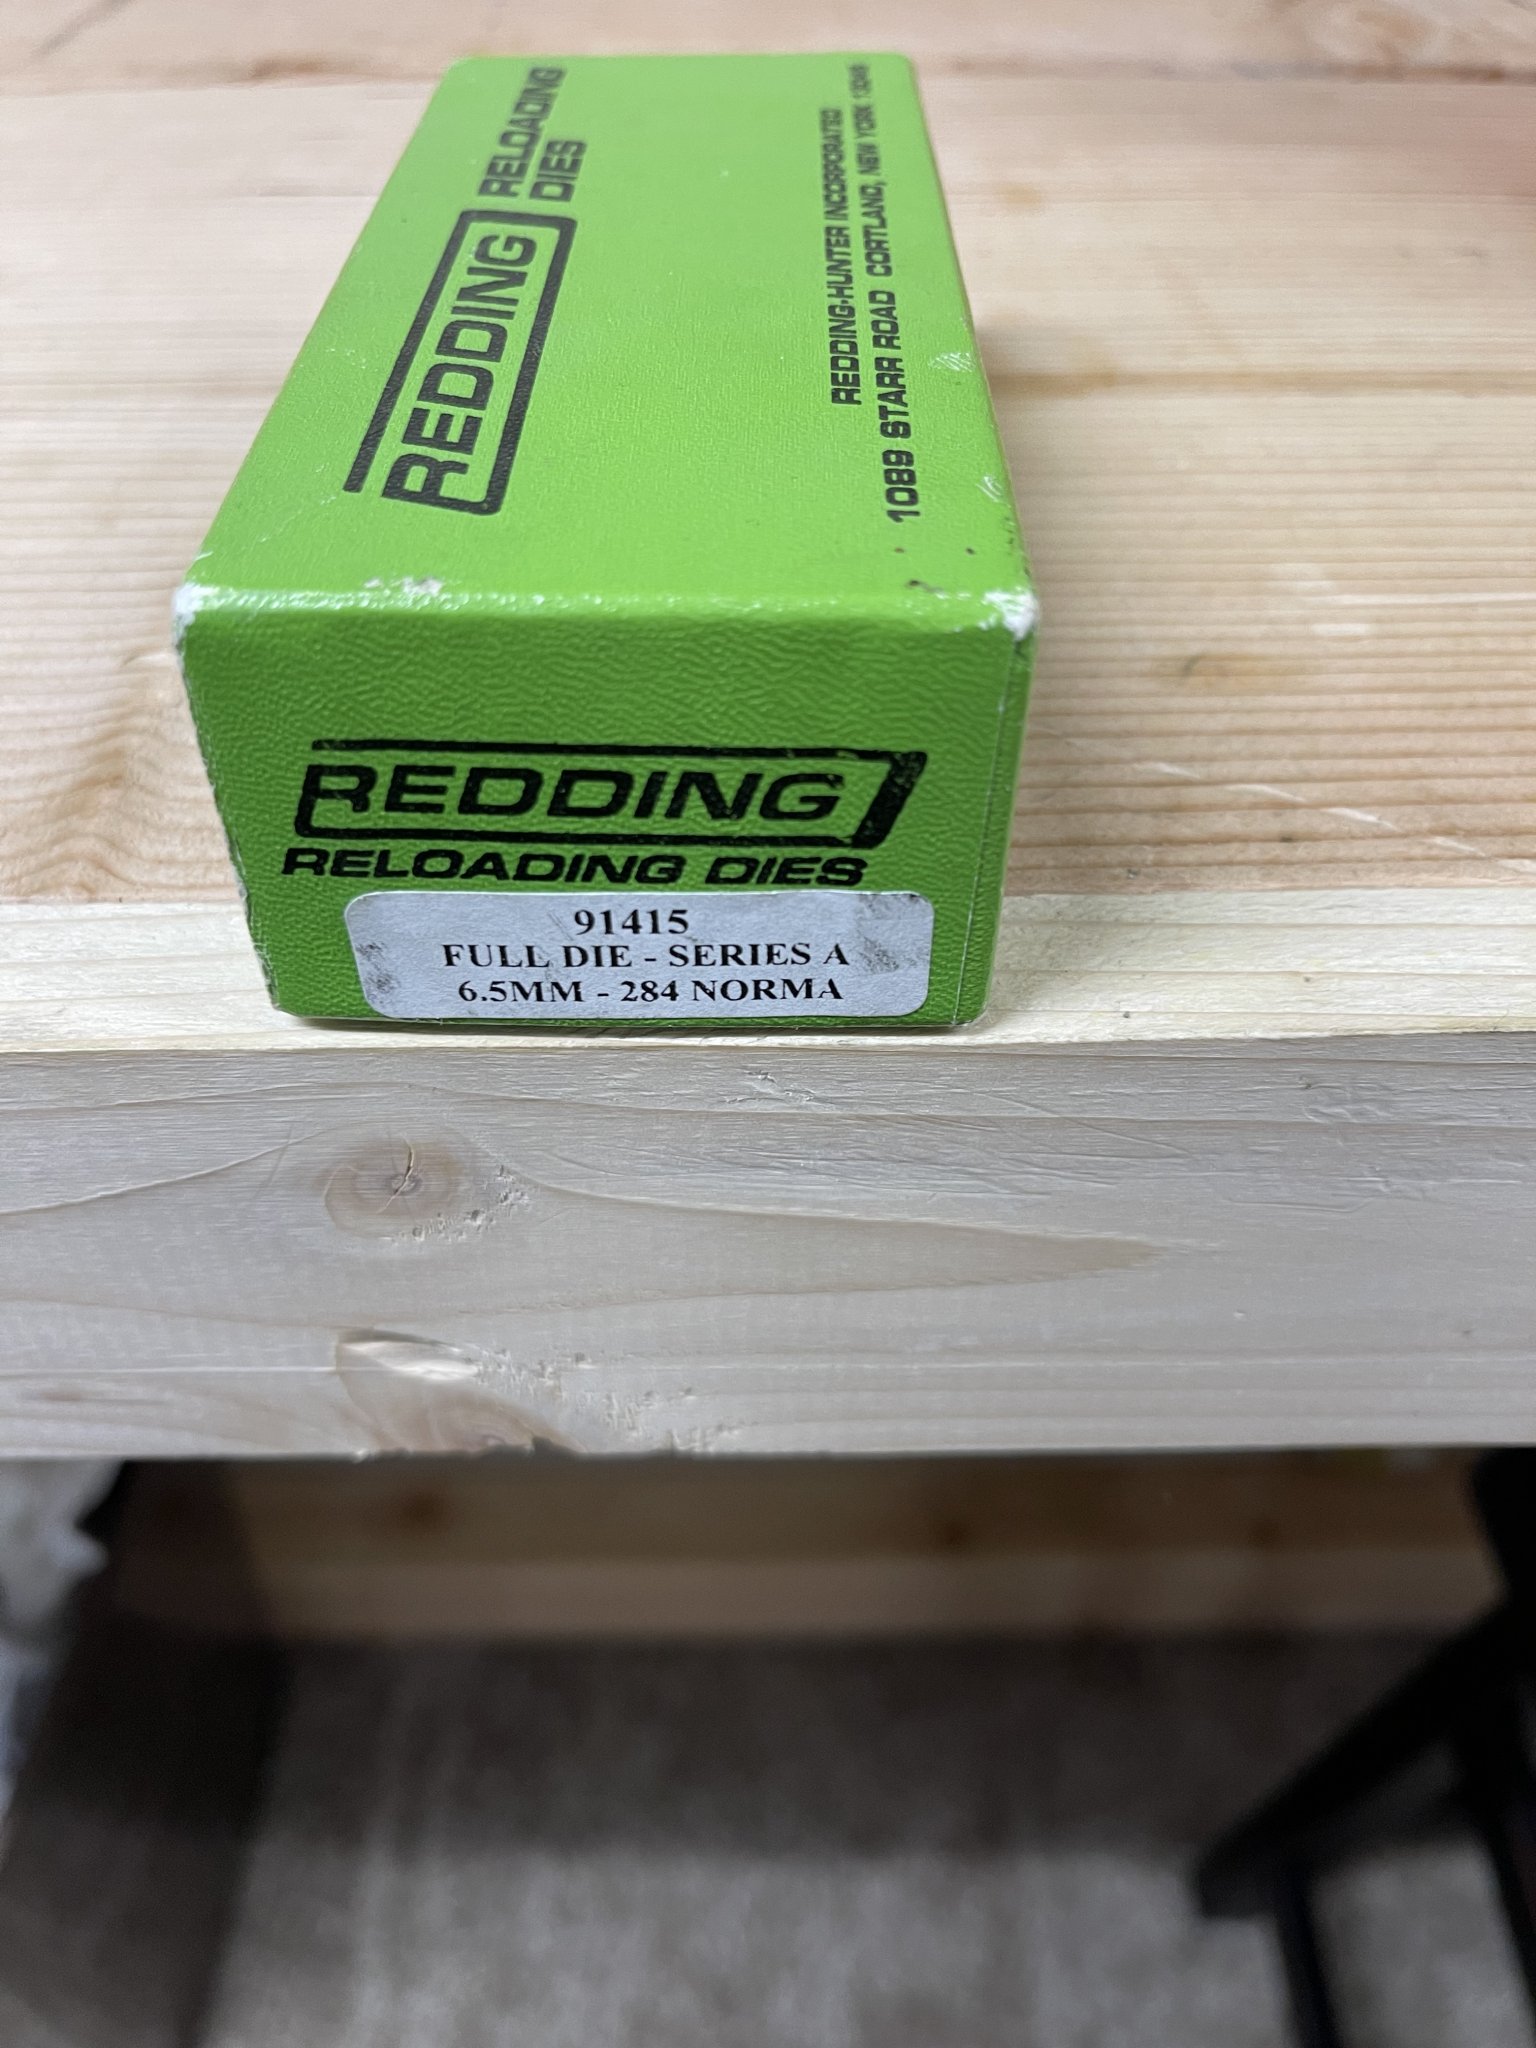 REDDING
RELOADING
DIES
REDDING-HUNTER INCORPORATED
1089 STARR ROAD CORTLAND, NEW YORK 13045
REDDING
RELOADING DIES
91415
FULL DIE - SERIES A
6.5MM - 284 NORMA